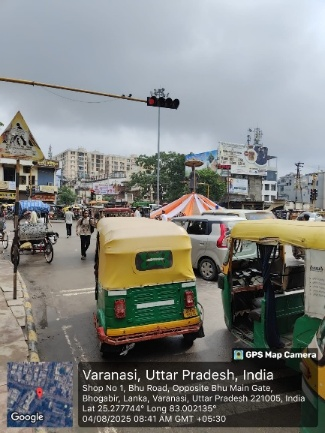 GPS Map Camera
Varanasi, Uttar Pradesh, India
Shop No 1, Bhu Road, Opposite Bhu Main Gate,
Bhogabir, Lanka, Varanasi, Uttar Pradesh 221005, India
Lat 25.277744° Long 83.002135°
04/08/2025 08:41 AM GMT +05:30
Google